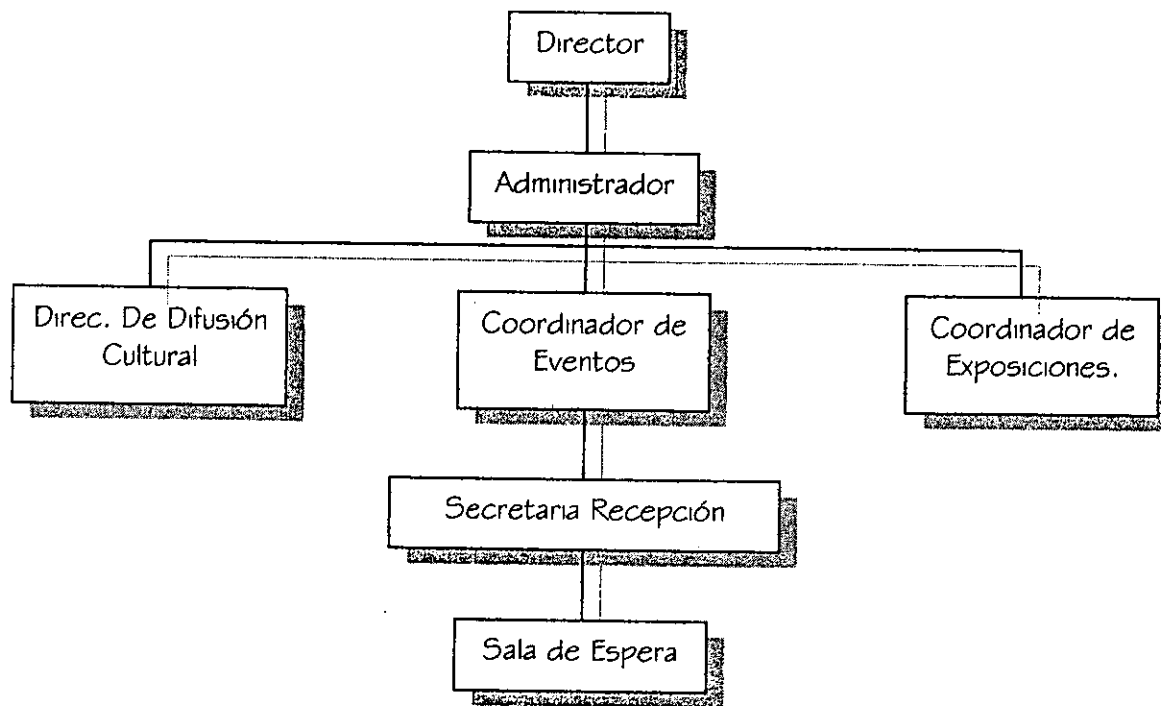 Director
Administrador
Direc. De Difusión
Cultural
Coordinador de
Eventos
Coordinador de
Exposiciones.
Secretaria Recepción
Sala de Espera